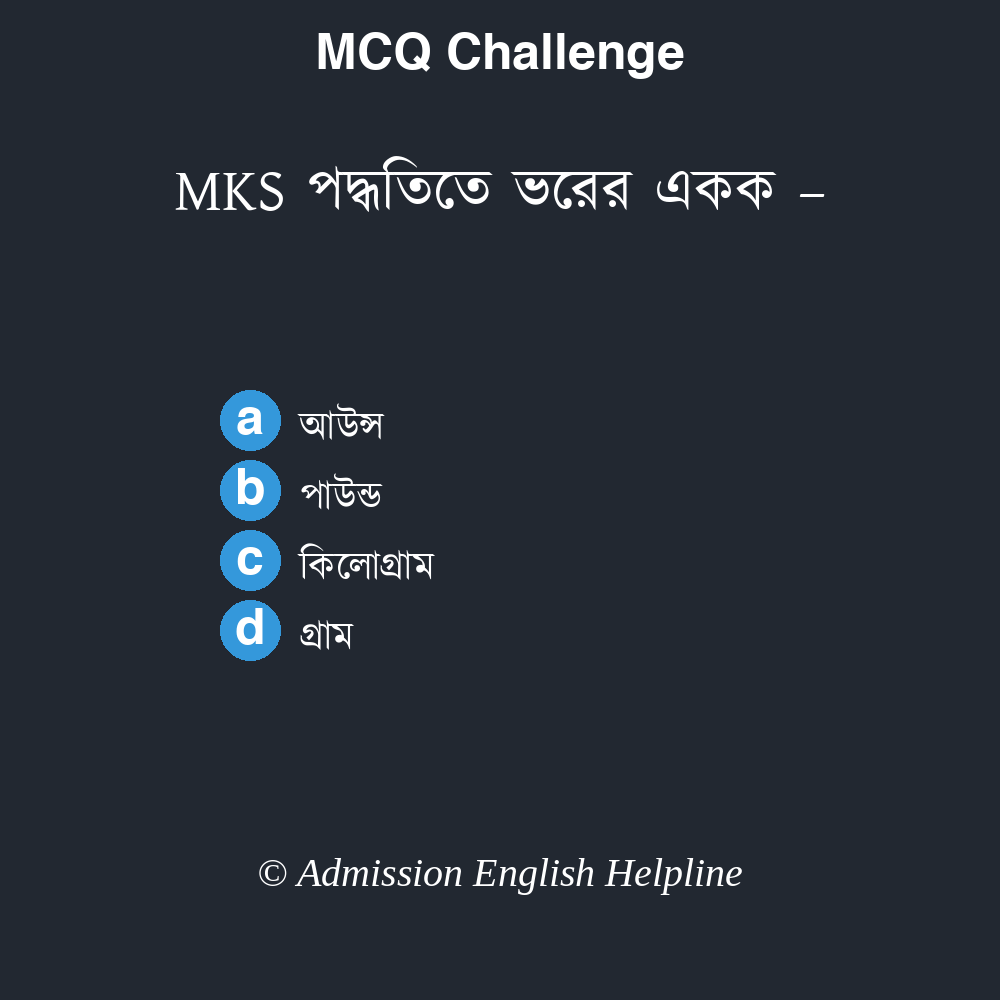 MCQ Challenge
MKS পদ্ধতিতে ভরের একক –
a আউন্স
b পাউন্ড
c কিলোগ্রাম
d গ্রাম
© Admission English Helpline